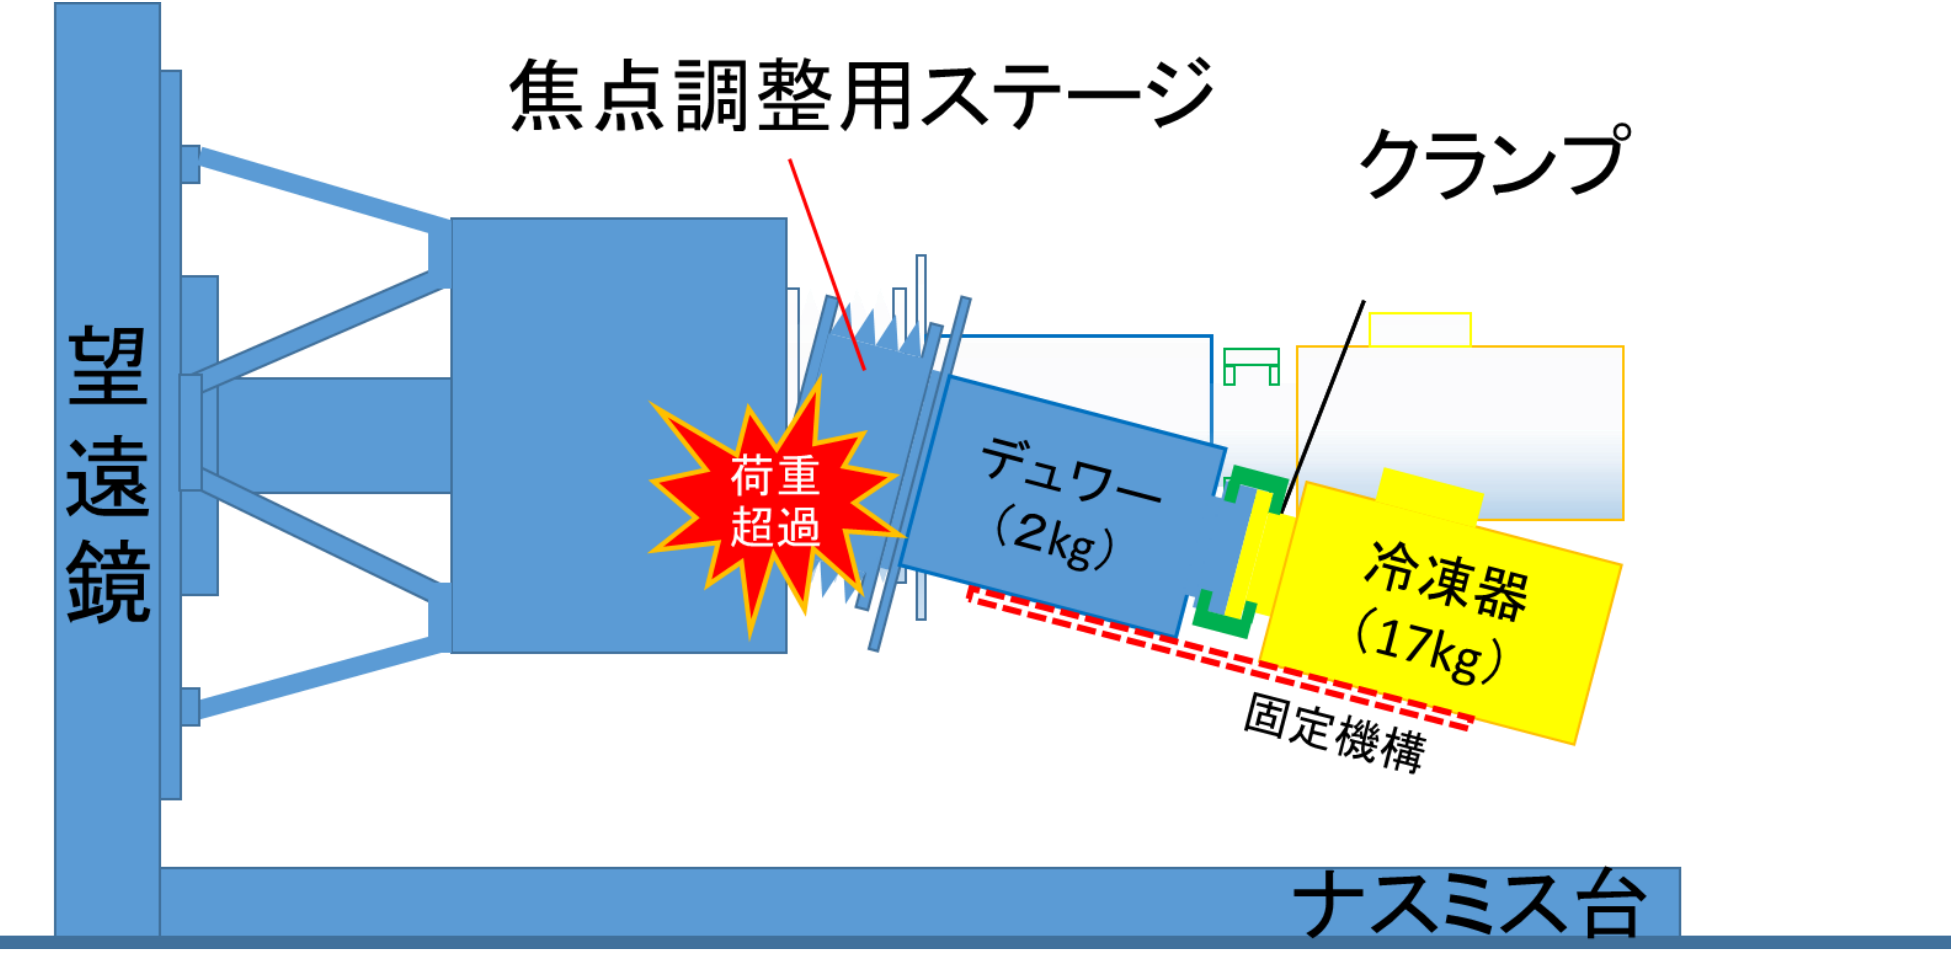 焦点調整用ステージ
クランプ
望遠鏡
荷重
超過
デュワー
（2kg）
冷凍器
（17kg）
固定機構
ナスミス台